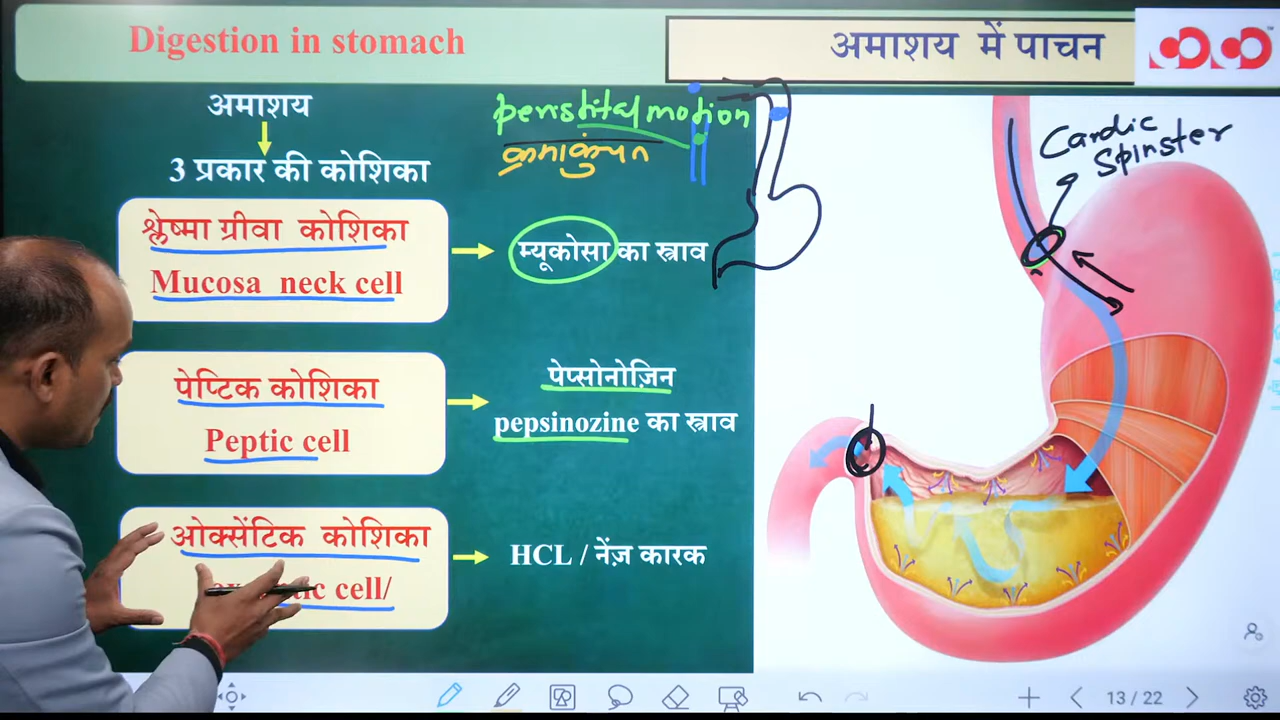 Digestion in stomach
अमाशय में पाचन
अमाशय
3 प्रकार की कोशिका
peristital motion
क्रमाकुंचन
Cardic
Spinster
श्लेष्मा ग्रीवा कोशिका
Mucosa neck cell
म्यूकोसा का स्त्राव
पेप्टिक कोशिका
Peptic cell
पेप्सोनोज़िन
pepsinozine का स्त्राव
ओक्सेंटिक कोशिका
cell/
HCL / नेंज़ कारक
13 / 22